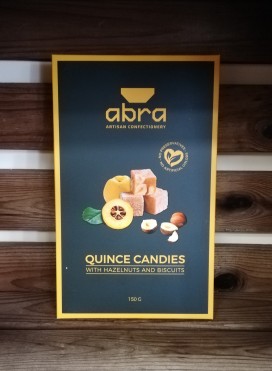 abra
ARTISAN CONFECTIONERY
QUINCE CANDIES
WITH HAZELNUTS AND BISCUITS
150 G